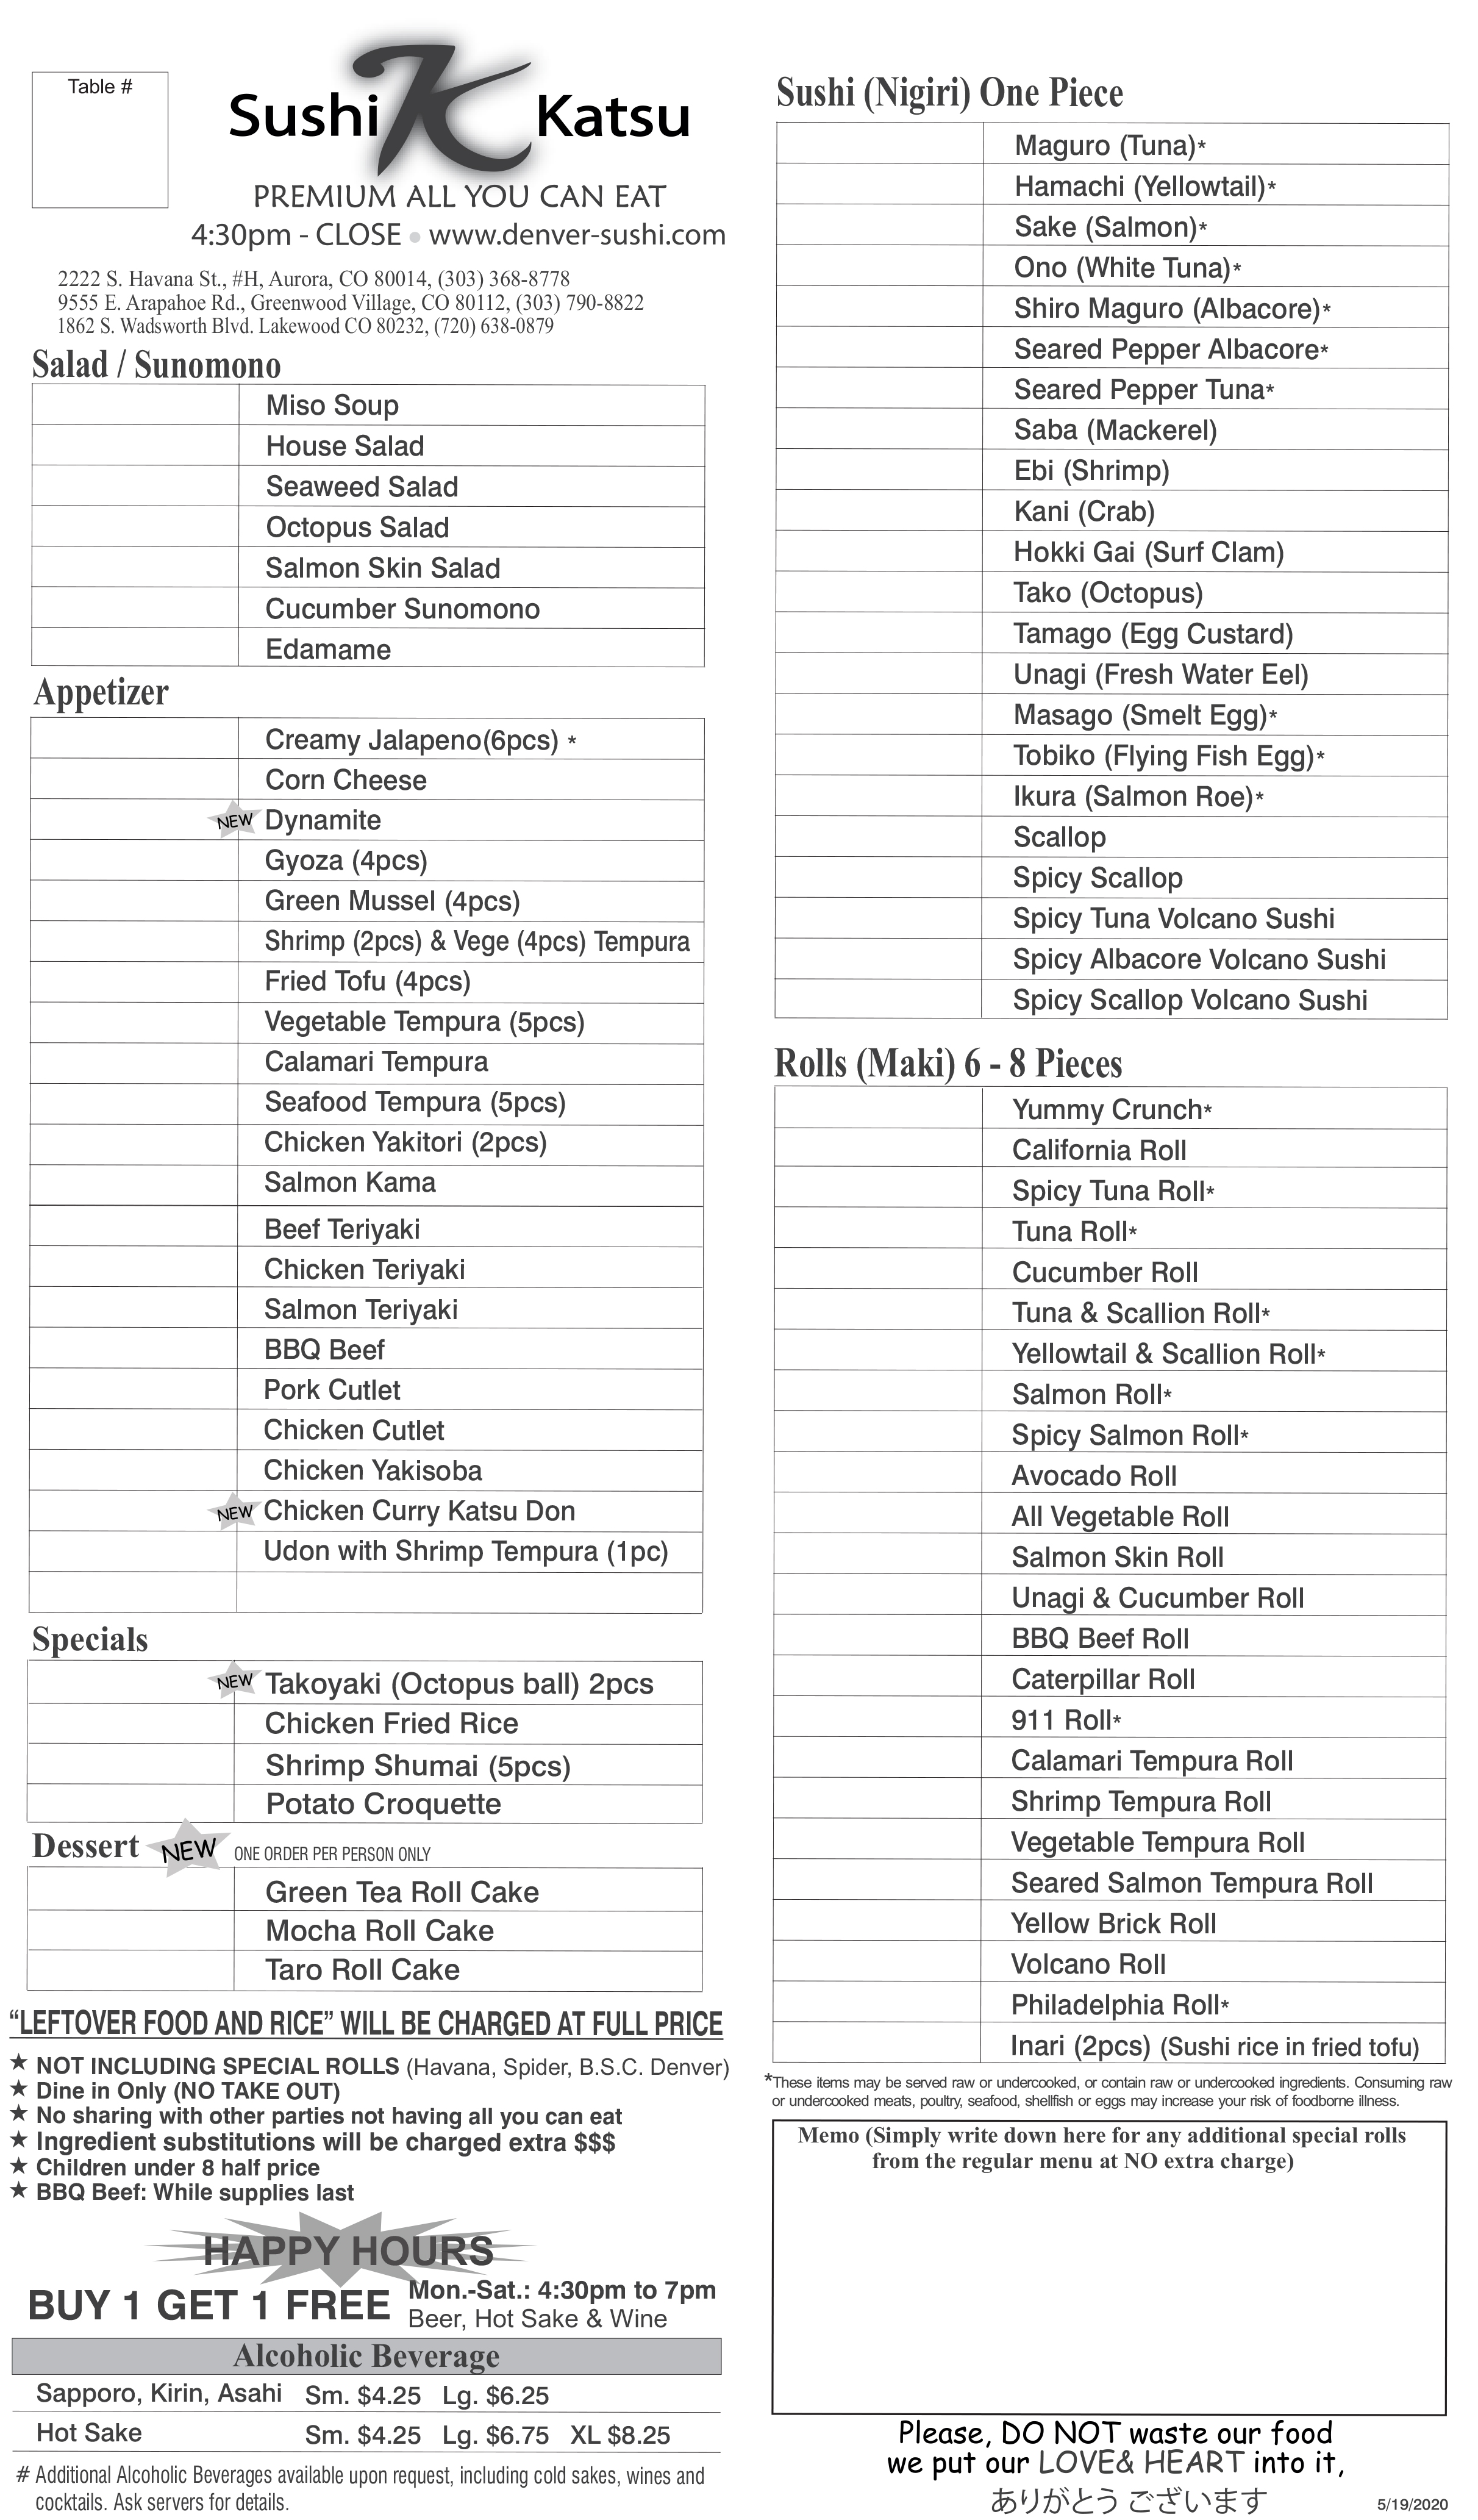 Table #
Sushi K Katsu
PREMIUM ALL YOU CAN EAT
4:30pm - CLOSE ● www.denver-sushi.com
2222 S. Havana St., #H, Aurora, CO 80014, (303) 368-8778
9555 E. Arapahoe Rd., Greenwood Village, CO 80112, (303) 790-8822
1862 S. Wadsworth Blvd. Lakewood CO 80232, (720) 638-0879
Salad / Sunomono
Miso Soup
House Salad
Seaweed Salad
Octopus Salad
Salmon Skin Salad
Cucumber Sunomono
Edamame
Appetizer
Creamy Jalapeno(6pcs) *
Corn Cheese
NEW Dynamite
Gyoza (4pcs)
Green Mussel (4pcs)
Shrimp (2pcs) & Vege (4pcs) Tempura
Fried Tofu (4pcs)
Vegetable Tempura (5pcs)
Calamari Tempura
Seafood Tempura (5pcs)
Chicken Yakitori (2pcs)
Salmon Kama
Beef Teriyaki
Chicken Teriyaki
Salmon Teriyaki
BBQ Beef
Pork Cutlet
Chicken Cutlet
Chicken Yakisoba
NEW Chicken Curry Katsu Don
Udon with Shrimp Tempura (1pc)
Specials
NEW Takoyaki (Octopus ball) 2pcs
Chicken Fried Rice
Shrimp Shumai (5pcs)
Potato Croquette
Dessert NEW ONE ORDER PER PERSON ONLY
Green Tea Roll Cake
Mocha Roll Cake
Taro Roll Cake
“LEFTOVER FOOD AND RICE” WILL BE CHARGED AT FULL PRICE
★ NOT INCLUDING SPECIAL ROLLS (Havana, Spider, B.S.C. Denver)
★ Dine in Only (NO TAKE OUT)
★ No sharing with other parties not having all you can eat
★ Ingredient substitutions will be charged extra $$$
★ Children under 8 half price
★ BBQ Beef: While supplies last
HAPPY HOURS
BUY 1 GET 1 FREE
Mon.-Sat.: 4:30pm to 7pm
Beer, Hot Sake & Wine
Alcoholic Beverage
Sapporo, Kirin, Asahi Sm. $4.25 Lg. $6.25
Hot Sake Sm. $4.25 Lg. $6.75 XL $8.25
# Additional Alcoholic Beverages available upon request, including cold sakes, wines and
cocktails. Ask servers for details.
Sushi (Nigiri) One Piece
Maguro (Tuna)*
Hamachi (Yellowtail)*
Sake (Salmon)*
Ono (White Tuna)*
Shiro Maguro (Albacore)*
Seared Pepper Albacore*
Seared Pepper Tuna*
Saba (Mackerel)
Ebi (Shrimp)
Kani (Crab)
Hokki Gai (Surf Clam)
Tako (Octopus)
Tamago (Egg Custard)
Unagi (Fresh Water Eel)
Masago (Smelt Egg)*
Tobiko (Flying Fish Egg)*
Ikura (Salmon Roe)*
Scallop
Spicy Scallop
Spicy Tuna Volcano Sushi
Spicy Albacore Volcano Sushi
Spicy Scallop Volcano Sushi
Rolls (Maki) 6 - 8 Pieces
Yummy Crunch*
California Roll
Spicy Tuna Roll*
Tuna Roll*
Cucumber Roll
Tuna & Scallion Roll*
Yellowtail & Scallion Roll*
Salmon Roll*
Spicy Salmon Roll*
Avocado Roll
All Vegetable Roll
Salmon Skin Roll
Unagi & Cucumber Roll
BBQ Beef Roll
Caterpillar Roll
911 Roll*
Calamari Tempura Roll
Shrimp Tempura Roll
Vegetable Tempura Roll
Seared Salmon Tempura Roll
Yellow Brick Roll
Volcano Roll
Philadelphia Roll*
Inari (2pcs) (Sushi rice in fried tofu)
*These items may be served raw or undercooked, or contain raw or undercooked ingredients. Consuming raw
or undercooked meats, poultry, seafood, shellfish or eggs may increase your risk of foodborne illness.
Memo (Simply write down here for any additional special rolls
from the regular menu at NO extra charge)
Please, DO NOT waste our food
we put our LOVE& HEART into it,
ありがとう ございます
5/19/2020